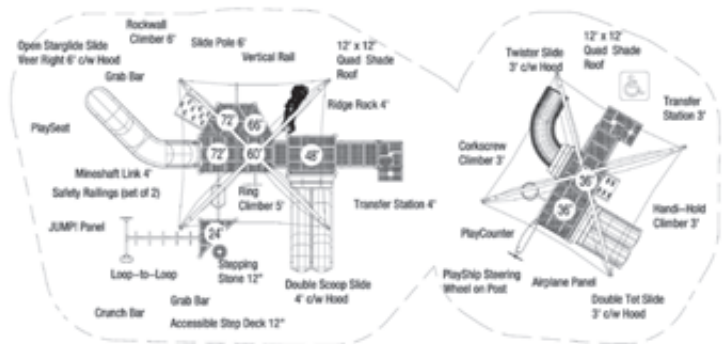 Rockwall
Climber 6'
Open Starglide Slide
Veer Right 6' c/w Hood
Grab Bar
Slide Pole 6'
Vertical Rail
12' x 12'
Quad Shade
Roof
Ridge Rock 4'
PlaySeat
72"
66"
72"
60"
48"
Mineshaft Link 4'
Safety Railings (set of 2)
Ring
Climber 5'
Transfer Station 4'
JUMP! Panel
24"
Loop-to-Loop
Stepping
Stone 12"
Double Scoop Slide
4' c/w Hood
Crunch Bar
Grab Bar
Accessible Step Deck 12"
Twister Slide
3' c/w Hood
12' x 12'
Quad Shade
Roof
Transfer
Station 3'
Corkscrew
Climber 3'
36"
36"
Handi-Hold
Climber 3'
PlayCounter
PlayShip Steering
Wheel on Post
Airplane Panel
Double Tot Slide
3' c/w Hood